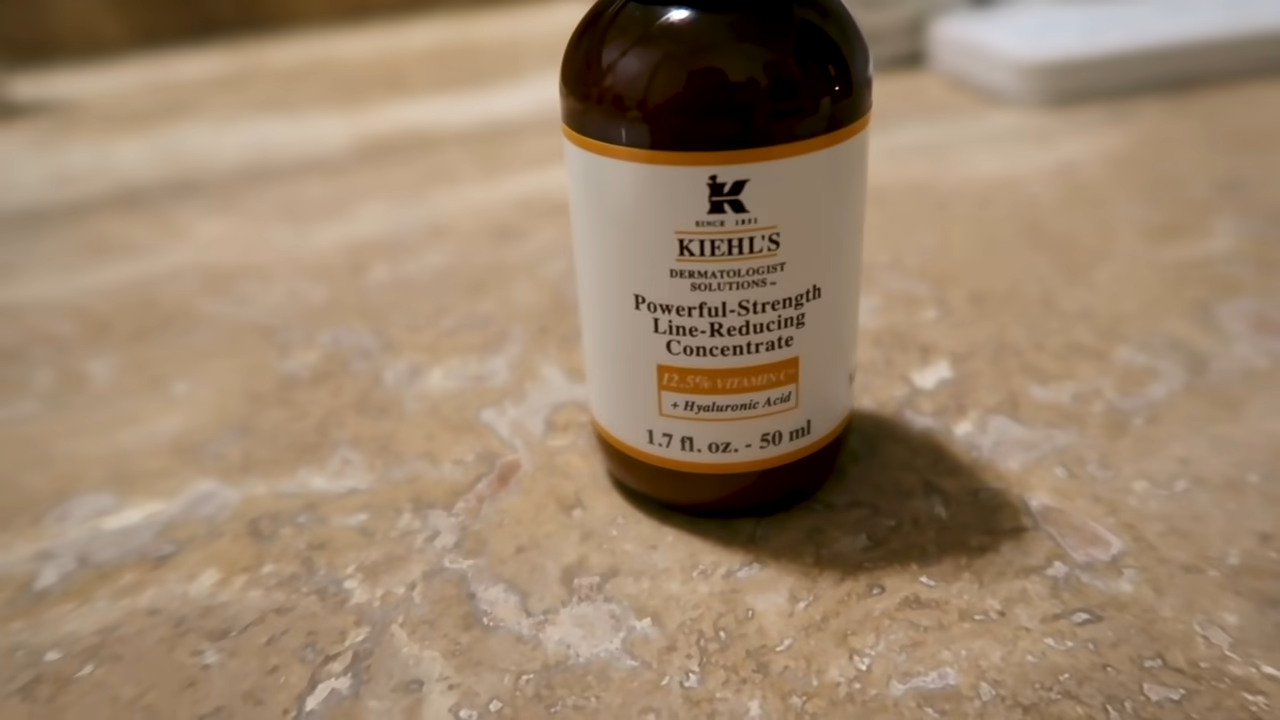 K
SINCE 1851
KIEHL'S
DERMATOLOGIST
SOLUTIONS™
Powerful-Strength
Line-Reducing
Concentrate
12.5% VITAMIN C
+ Hyaluronic Acid
1.7 fl. oz. - 50 ml